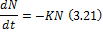 dN/dt = −KN (3.21)